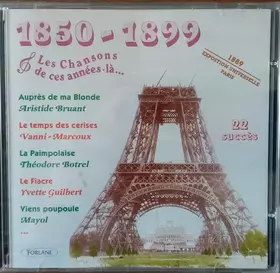 1850-1899
Les Chansons
de ces années-là...
1889
EXPOSITION UNIVERSELLE
PARIS
Auprès de ma Blonde
Aristide Bruant
Le temps des cerises
Vanni-Marcoux
La Paimpolaise
Théodore Botrel
Le Fiacre
Yvette Guilbert
Viens poupoule
Mayol
...
22
succès
FORLANE